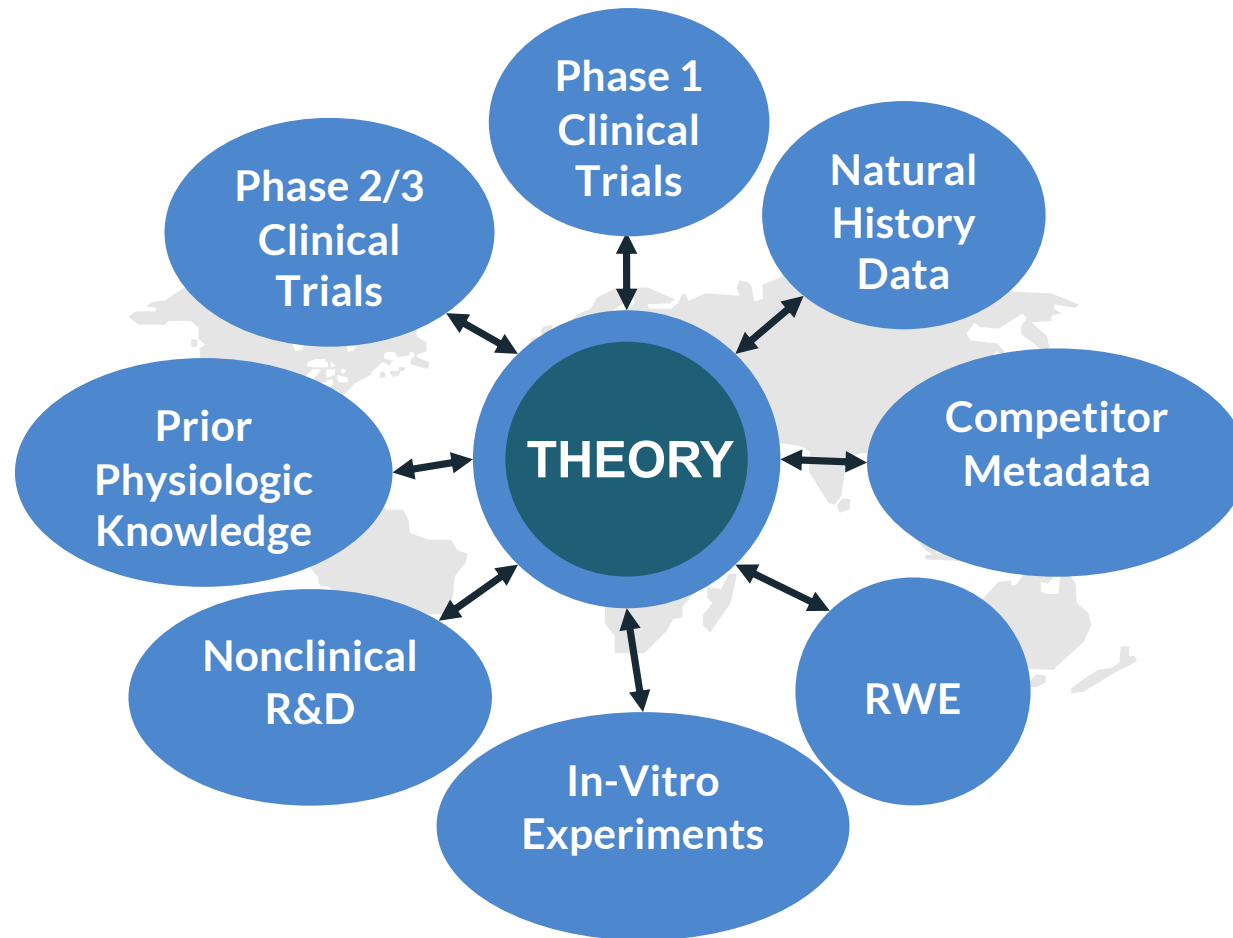 Phase 1
Clinical
Trials
Natural
History
Data
Phase 2/3
Clinical
Trials
Competitor
Metadata
Prior
Physiologic
Knowledge
THEORY
Nonclinical
R&D
RWE
In-Vitro
Experiments